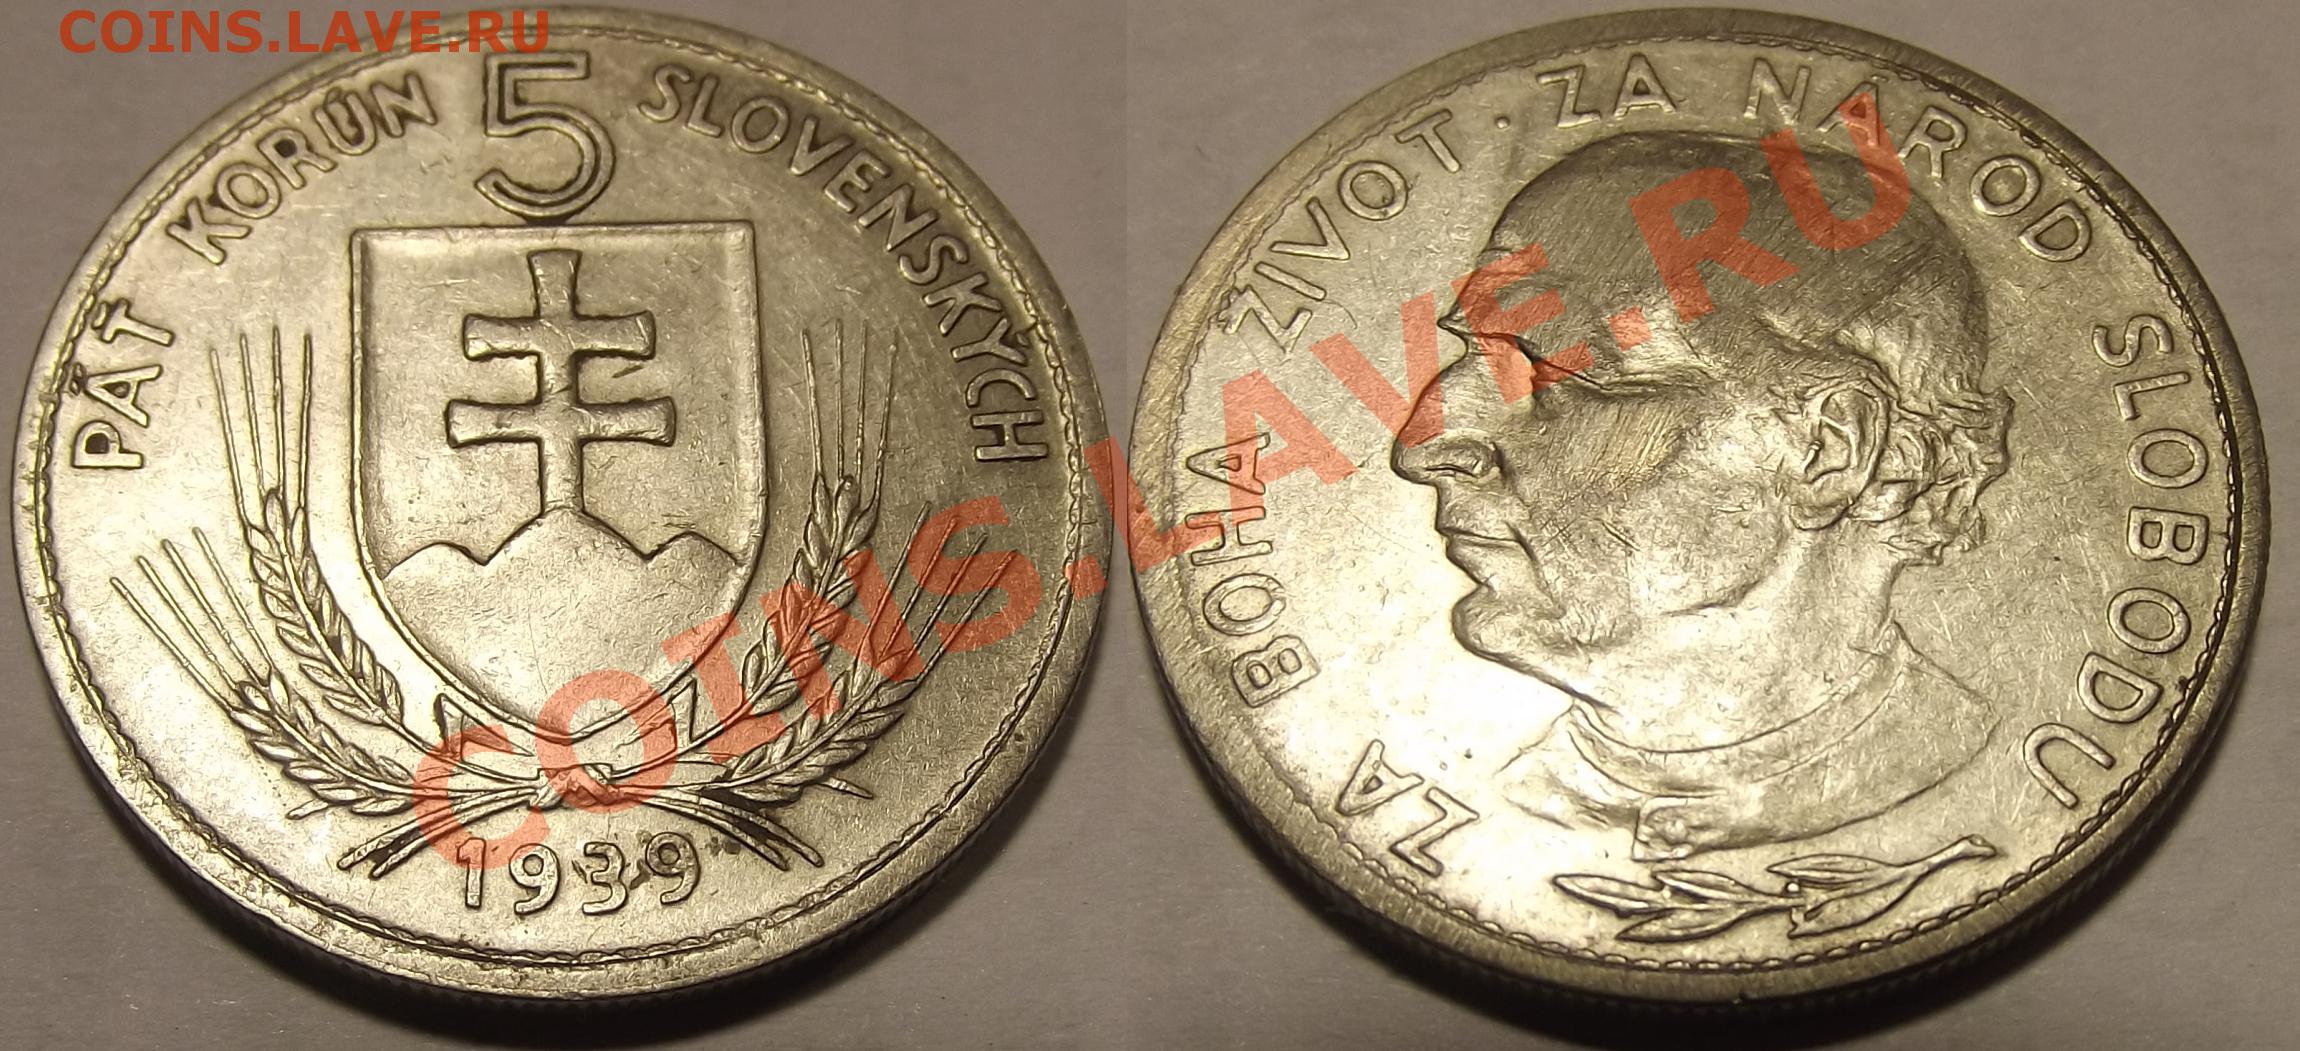 COINS.LAVE.RU
PÄŤ KORÚN 5 SLOVENSKÝCH
1939
ZA BOHA ŽIVOT · ZA NÁROD SLOBODU
COINS.LAVE.RU